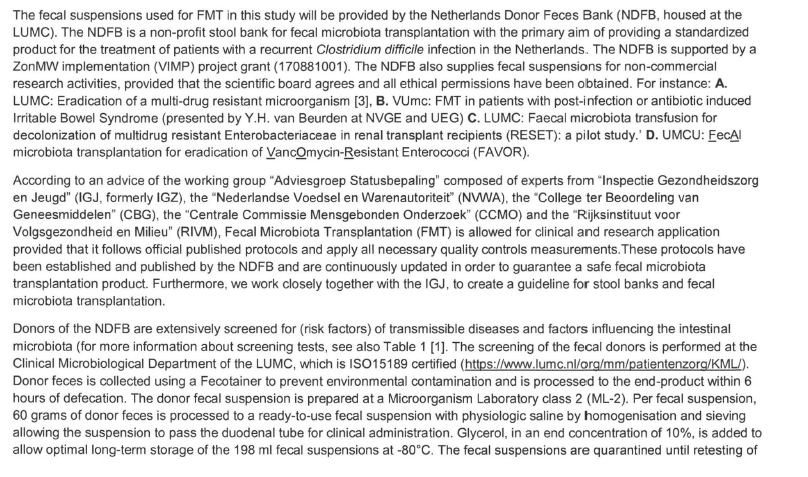 The fecal suspensions used for FMT in this study will be provided by the Netherlands Donor Feces Bank (NDFB, housed at the
LUMC). The NDFB is a non-profit stool bank for fecal microbiota transplantation with the primary aim of providing a standardized
product for the treatment of patients with a recurrent Clostridium difficile infection in the Netherlands. The NDFB is supported by a
ZonMW implementation (VIMP) project grant (170881001). The NDFB also supplies fecal suspensions for non-commercial
research activities, provided that the scientific board agrees and all ethical permissions have been obtained. For instance: A.
LUMC: Eradication of a multi-drug resistant microorganism [3], B. VUmc: FMT in patients with post-infection or antibiotic induced
Irritable Bowel Syndrome (presented by Y.H. van Beurden at NVGE and UEG) C. LUMC: Faecal microbiota transfusion for
decolonization of multidrug resistant Enterobacteriaceae in renal transplant recipients (RESET): a pilot study.' D. UMCU: FecAl
microbiota transplantation for eradication of VancOmycin-Resistant Enterococci (FAVOR).
According to an advice of the working group "Adviesgroep Statusbepaling" composed of experts from "Inspectie Gezondheidszorg
en Jeugd" (IGJ, formerly IGZ), the "Nederlandse Voedsel en Warenautoriteit" (NVWA), the "College ter Beoordeling van
Geneesmiddelen" (CBG), the "Centrale Commissie Mensgebonden Onderzoek" (CCMO) and the "Rijksinstituut voor
Volgsgezondheid en Milieu" (RIVM), Fecal Microbiota Transplantation (FMT) is allowed for clinical and research application
provided that it follows official published protocols and apply all necessary quality controls measurements.These protocols have
been established and published by the NDFB and are continuously updated in order to guarantee a safe fecal microbiota
transplantation product. Furthermore, we work closely together with the IGJ, to create a guideline for stool banks and fecal
microbiota transplantation.
Donors of the NDFB are extensively screened for (risk factors) of transmissible diseases and factors influencing the intestinal
microbiota (for more information about screening tests, see also Table 1 [1]. The screening of the fecal donors is performed at the
Clinical Microbiological Department of the LUMC, which is ISO15189 certified (https://www.lumc.nl/org/mm/patientenzorg/KML/).
Donor feces is collected using a Fecotainer to prevent environmental contamination and is processed to the end-product within 6
hours of defecation. The donor fecal suspension is prepared at a Microorganism Laboratory class 2 (ML-2). Per fecal suspension,
60 grams of donor feces is processed to a ready-to-use fecal suspension with physiologic saline by homogenisation and sieving
allowing the suspension to pass the duodenal tube for clinical administration. Glycerol, in an end concentration of 10%, is added to
allow optimal long-term storage of the 198 ml fecal suspensions at -80°C. The fecal suspensions are quarantined until retesting of